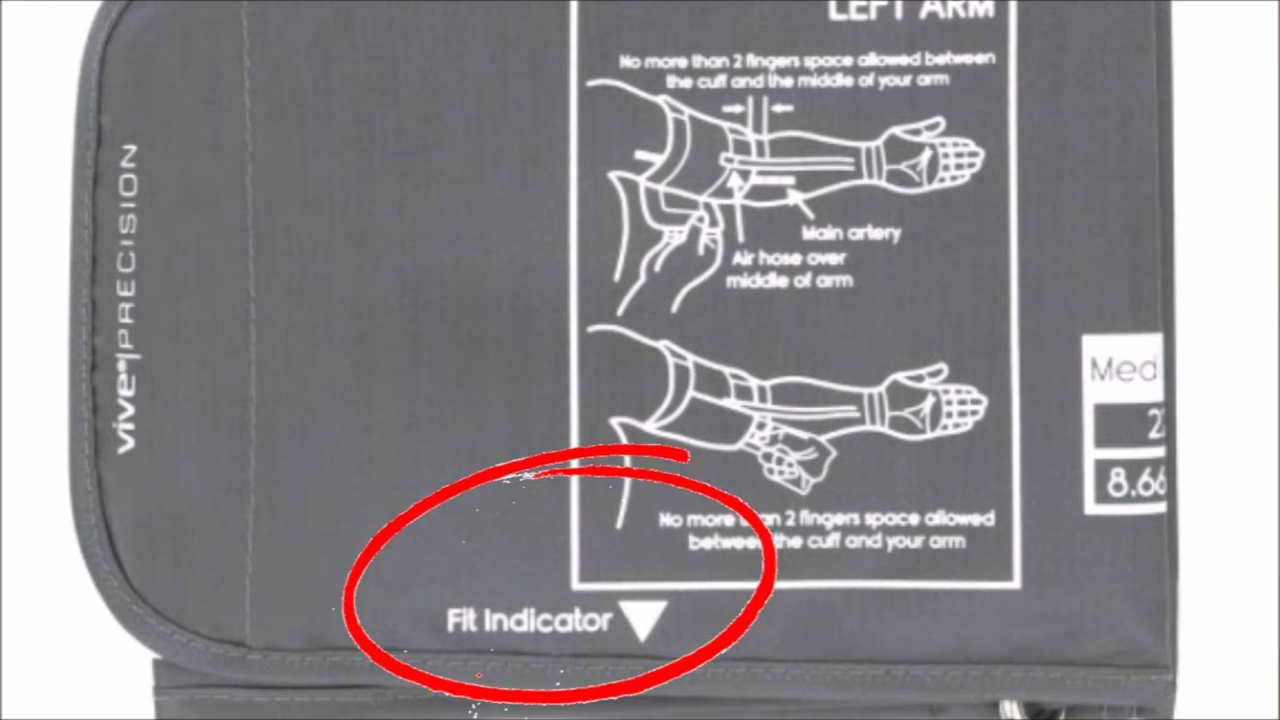 LEFT ARM
No more than 2 fingers space allowed between
the cuff and the middle of your arm
Main artery
Air hose over
middle of arm
vive PRECISION
Med
2
8.66
No more than 2 fingers space allowed
between the cuff and your arm
Fit Indicator